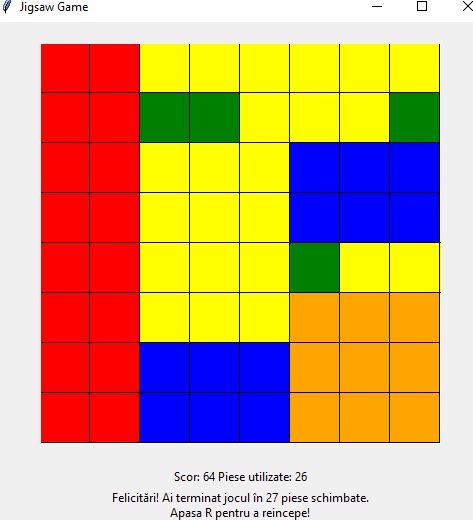 Jigsaw Game
Scor: 64 Piese utilizate: 26
Felicitări! Ai terminat jocul în 27 piese schimbate.
Apasa R pentru a reincepe!